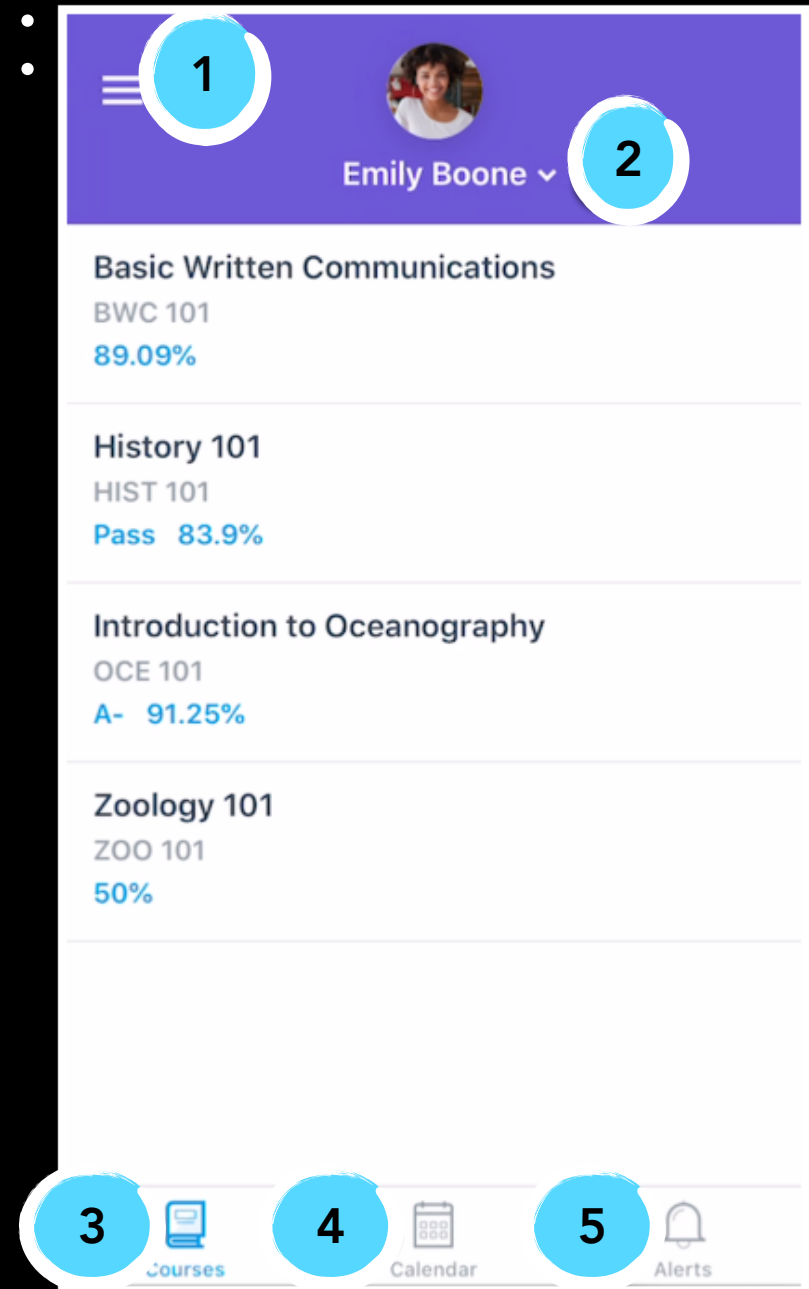 1
Emily Boone
2
Basic Written Communications
BWC 101
89.09%
History 101
HIST 101
Pass 83.9%
Introduction to Oceanography
OCE 101
A- 91.25%
Zoology 101
ZOO 101
50%
3
Courses
4
Calendar
5
Alerts